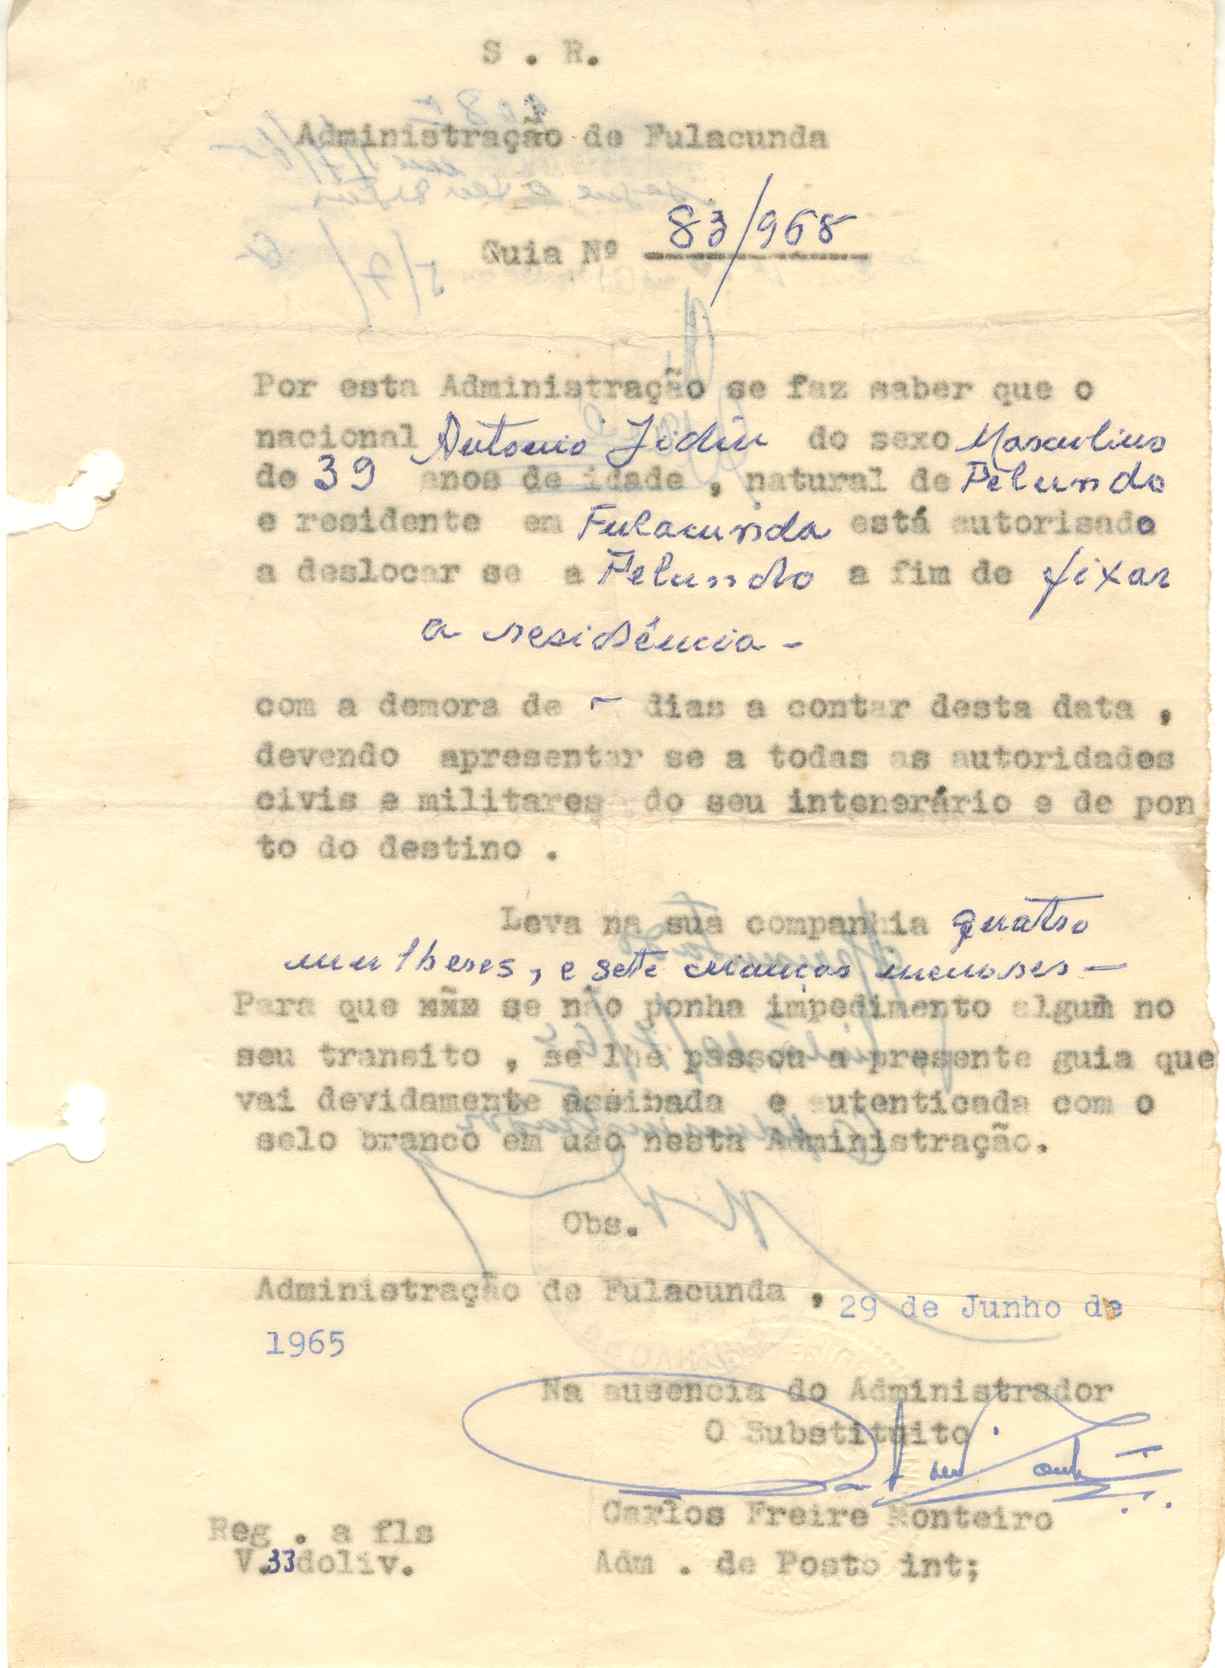 S . R.
Administração de Fulacunda
Guia Nº 83/965
Por esta Administração se faz saber que o
nacional Antonio do sexo Masculino
de 39 anos de idade , natural de Pelundo
e residente em Fulacunda está autorisado
a deslocar se a Pelundo a fim de fixar
a residência -
com a demora de - dias a contar desta data ,
devendo apresentar se a todas as autoridades
civis e militares do seu intenerário e de pon
to do destino .
Leva na sua companhia quatro
mulheres, e sete crianças menores -
Para que se não ponha impedimento algum no
seu transito , se lhe passou a presente guia que
vai devidamente assinada e autenticada com o
selo branco em uso nesta Administração.
Obs.
Administração de Fulacunda , 29 de Junho de
1965
Na ausencia do Administrador
O Substituito
Carlos Freire Monteiro
Reg . a fls
V.33doliv.
Adm . de Posto int;